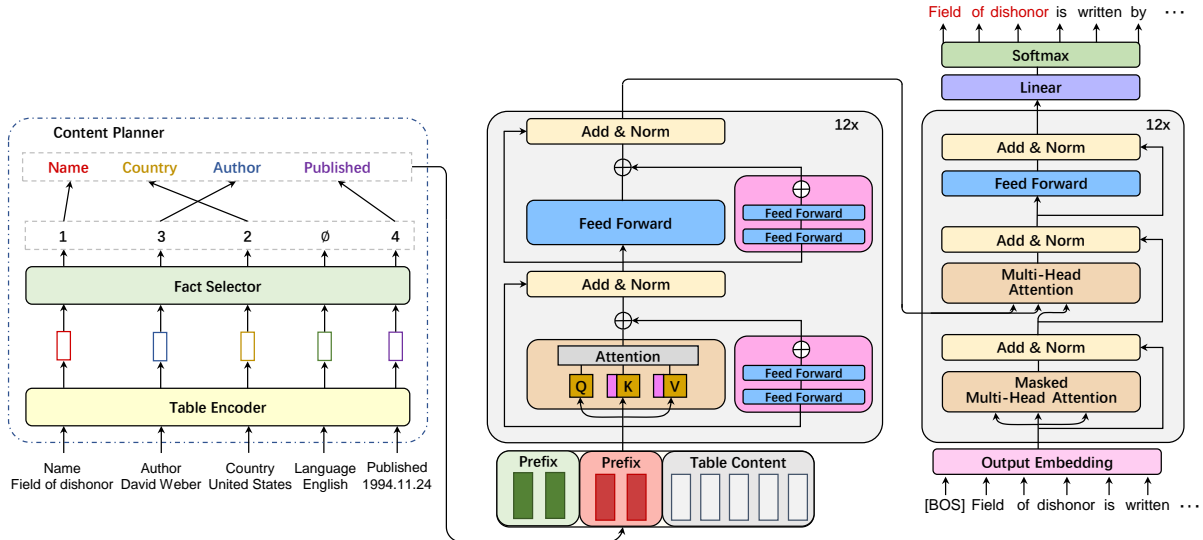 Content Planner
Name Country Author Published
1 3 2 ∅ 4
Fact Selector
Table Encoder
Name Author Country Language Published
Field of dishonor David Weber United States English 1994.11.24
12x
Add & Norm
Feed Forward
Feed Forward
Feed Forward
Add & Norm
Attention
Q K V
Feed Forward
Feed Forward
Prefix Prefix Table Content
Field of dishonor is written by ...
Softmax
Linear
12x
Add & Norm
Feed Forward
Add & Norm
Multi-Head
Attention
Add & Norm
Masked
Multi-Head Attention
Output Embedding
[BOS] Field of dishonor is written ...